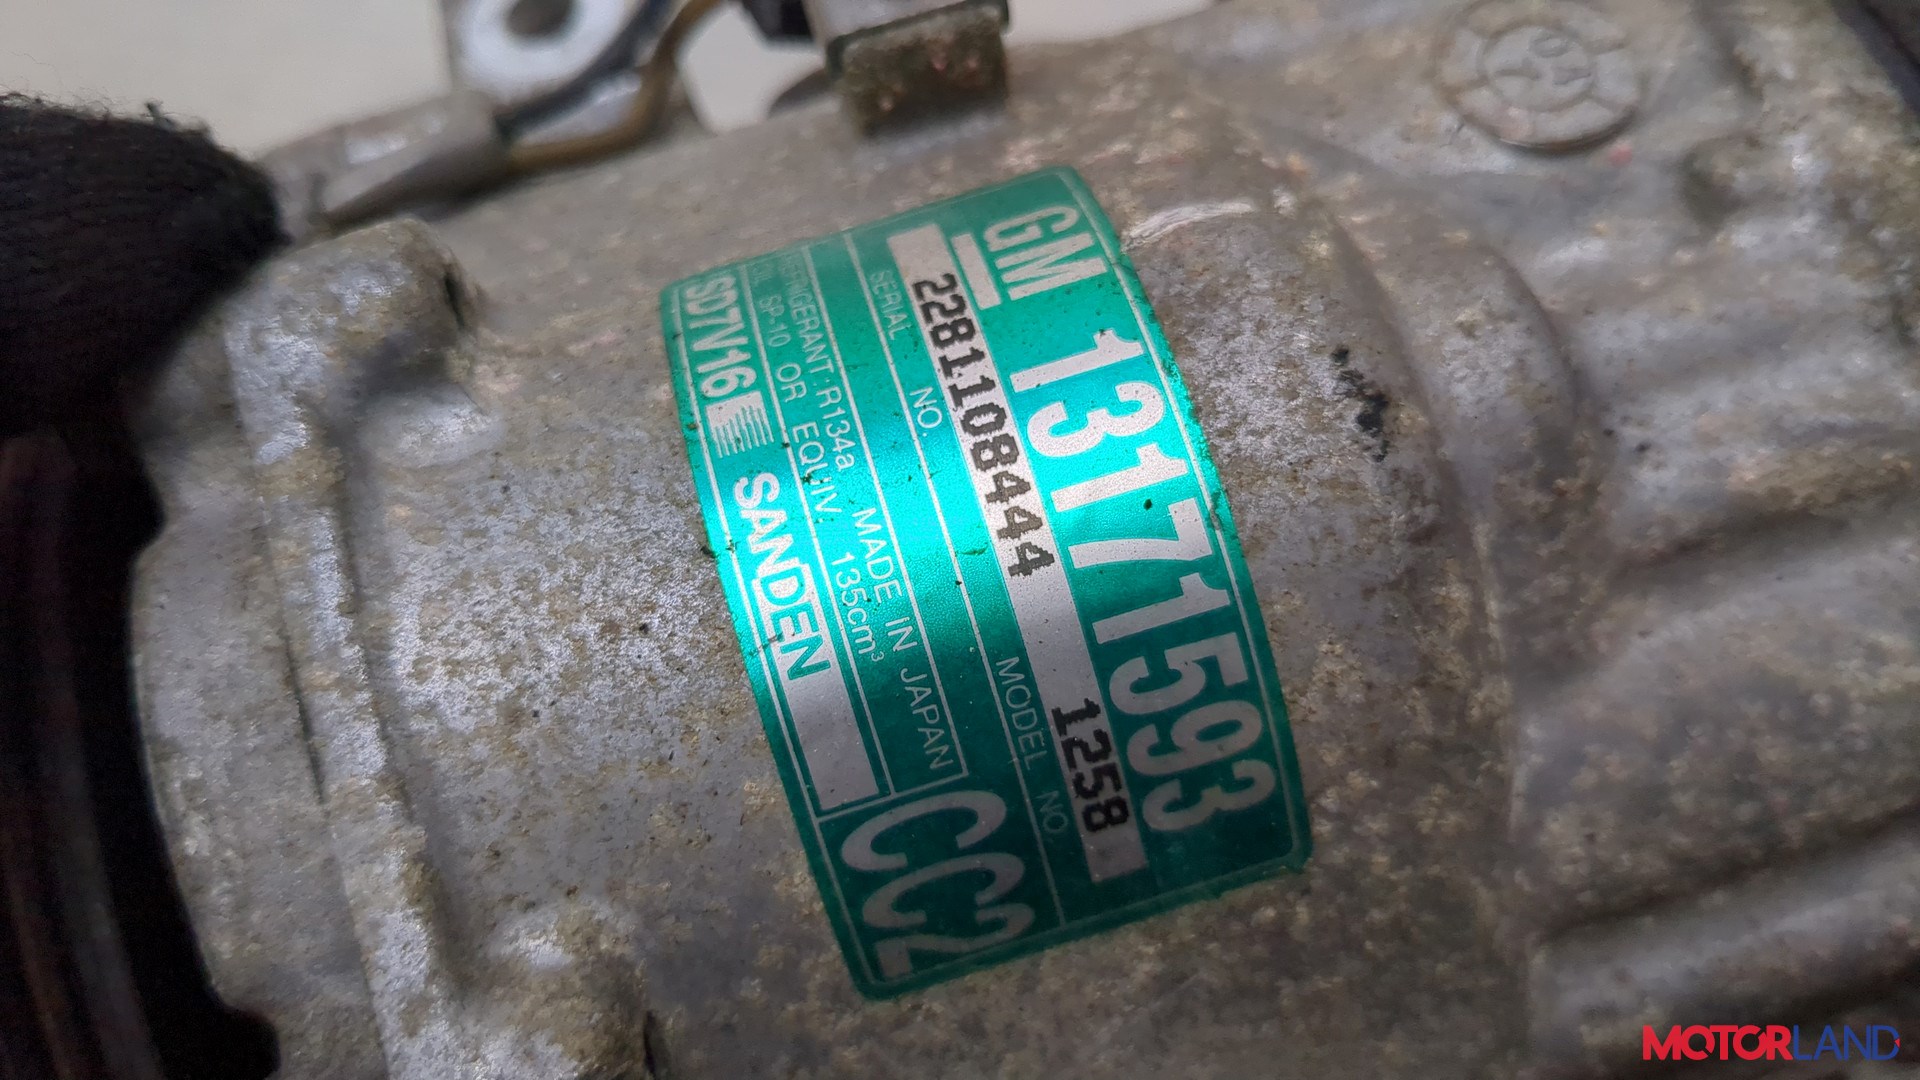 GM 13171593
2281108444 1258
SERIAL NO. MODEL NO.
REFRIGERANT:R134a MADE IN JAPAN
OIL SP-10 OR EQUIV. 135cm³
SD7V16 SANDEN
CC2
MOTORLAND